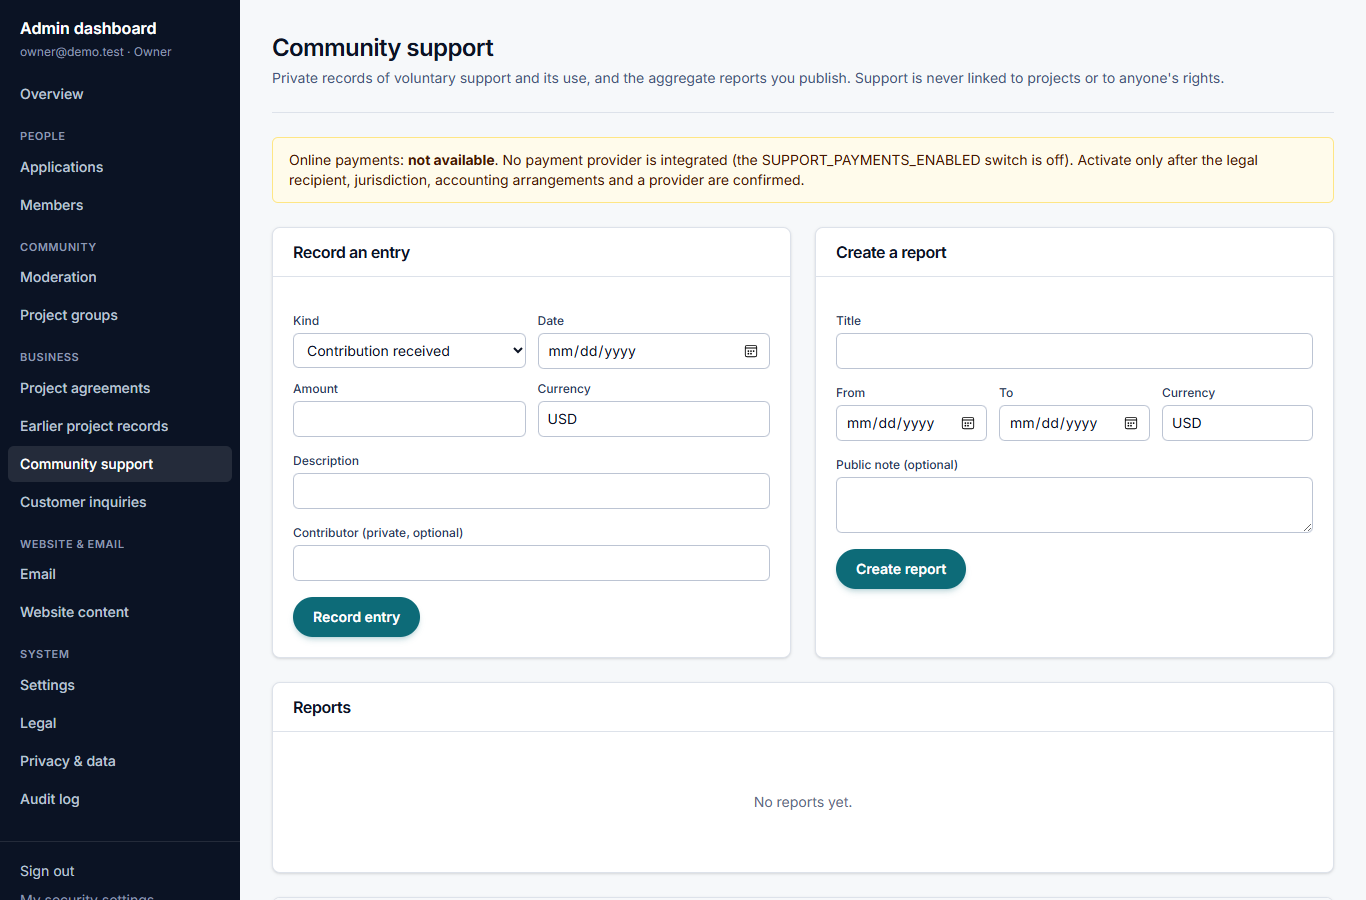 Admin dashboard
owner@demo.test · Owner
Overview
PEOPLE
Applications
Members
COMMUNITY
Moderation
Project groups
BUSINESS
Project agreements
Earlier project records
Community support
Customer inquiries
WEBSITE & EMAIL
Email
Website content
SYSTEM
Settings
Legal
Privacy & data
Audit log
Sign out
My security settings
Community support
Private records of voluntary support and its use, and the aggregate reports you publish. Support is never linked to projects or to anyone's rights.
Online payments: not available. No payment provider is integrated (the SUPPORT_PAYMENTS_ENABLED switch is off). Activate only after the legal
recipient, jurisdiction, accounting arrangements and a provider are confirmed.
Record an entry
Kind
Date
Contribution received
mm/dd/yyyy
Amount
Currency
USD
Description
Contributor (private, optional)
Record entry
Create a report
Title
From
To
Currency
mm/dd/yyyy
mm/dd/yyyy
USD
Public note (optional)
Create report
Reports
No reports yet.